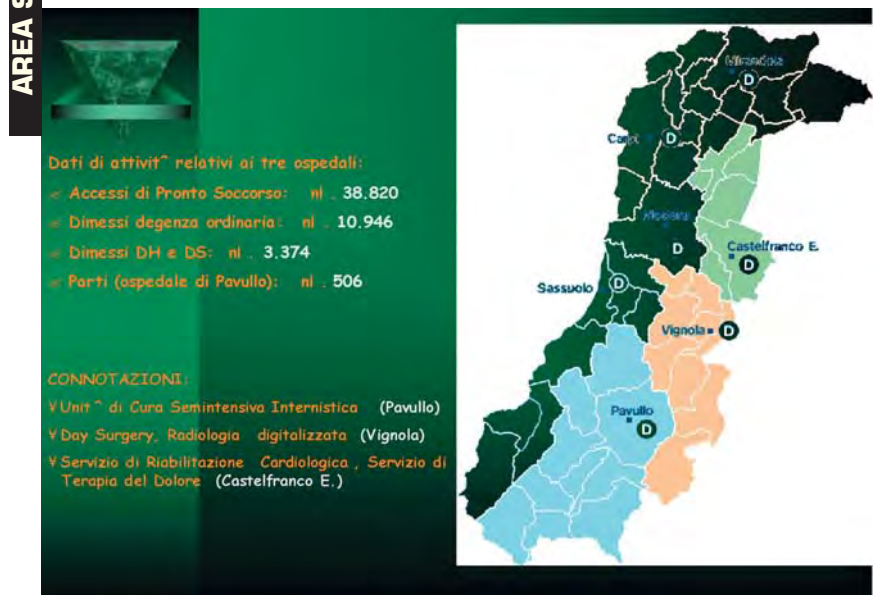 AREA S
Dati di attivit^ relativi ai tre ospedali:
Accessi di Pronto Soccorso: nl . 38.820
Dimessi degenza ordinaria: nl . 10.946
Dimessi DH e DS: nl . 3.374
Parti (ospedale di Pavullo): nl . 506
CONNOTAZIONI:
¥Unit^ di Cura Semintensiva Internistica (Pavullo)
¥Day Surgery, Radiologia digitalizzata (Vignola)
¥Servizio di Riabilitazione Cardiologica , Servizio di
Terapia del Dolore (Castelfranco E.)
Mirandola
D
Carpi
D
Modena
D
Castelfranco E.
D
Sassuolo
D
Vignola
D
Pavullo
D